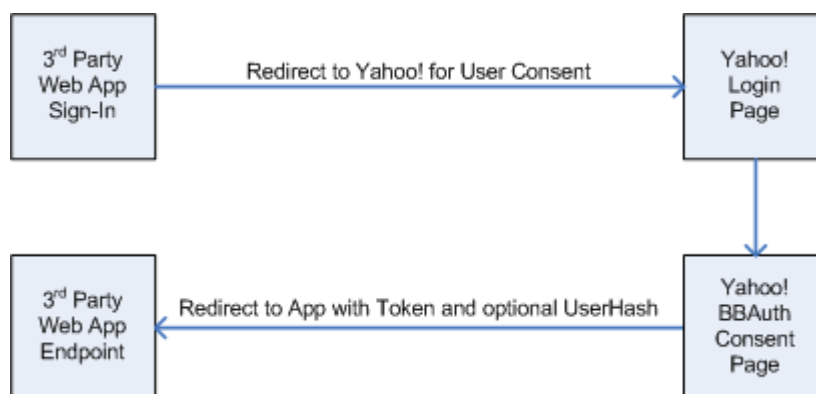 3rd Party
Web App
Sign-In
Redirect to Yahoo! for User Consent
Yahoo!
Login
Page
3rd Party
Web App
Endpoint
Redirect to App with Token and optional UserHash
Yahoo!
BBAuth
Consent
Page